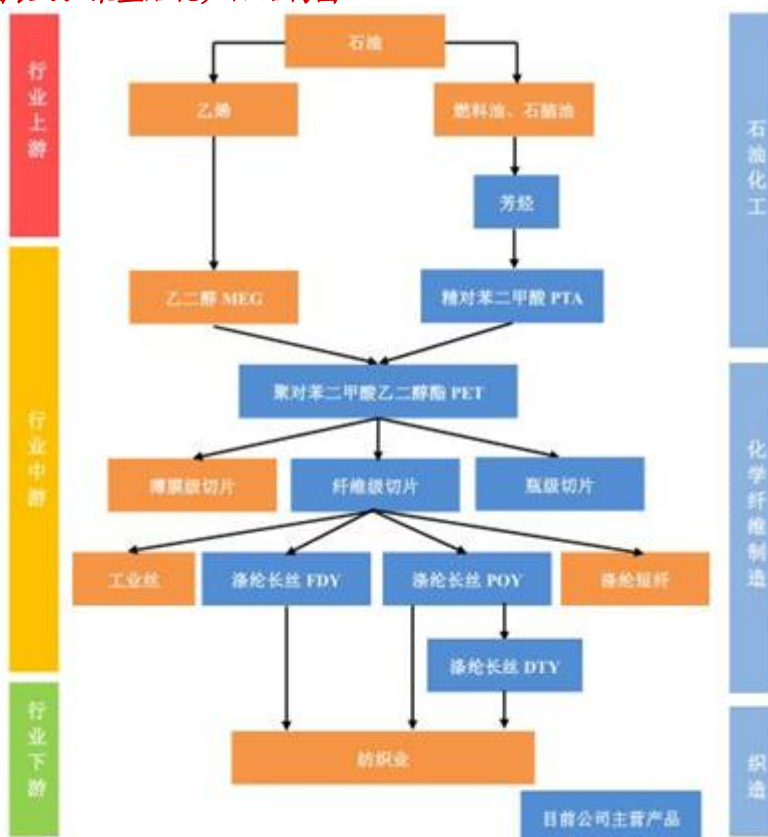 石油
行业上游
乙烯
燃料油、石脑油
石油化工
芳烃
乙二醇 MEG
精对苯二甲酸 PTA
聚对苯二甲酸乙二醇酯 PET
行业中游
薄膜级切片
纤维级切片
瓶级切片
化学纤维制造
工业丝
涤纶长丝 FDY
涤纶长丝 POY
涤纶短纤
涤纶长丝 DTY
行业下游
纺织业
织造
目前公司主营产品